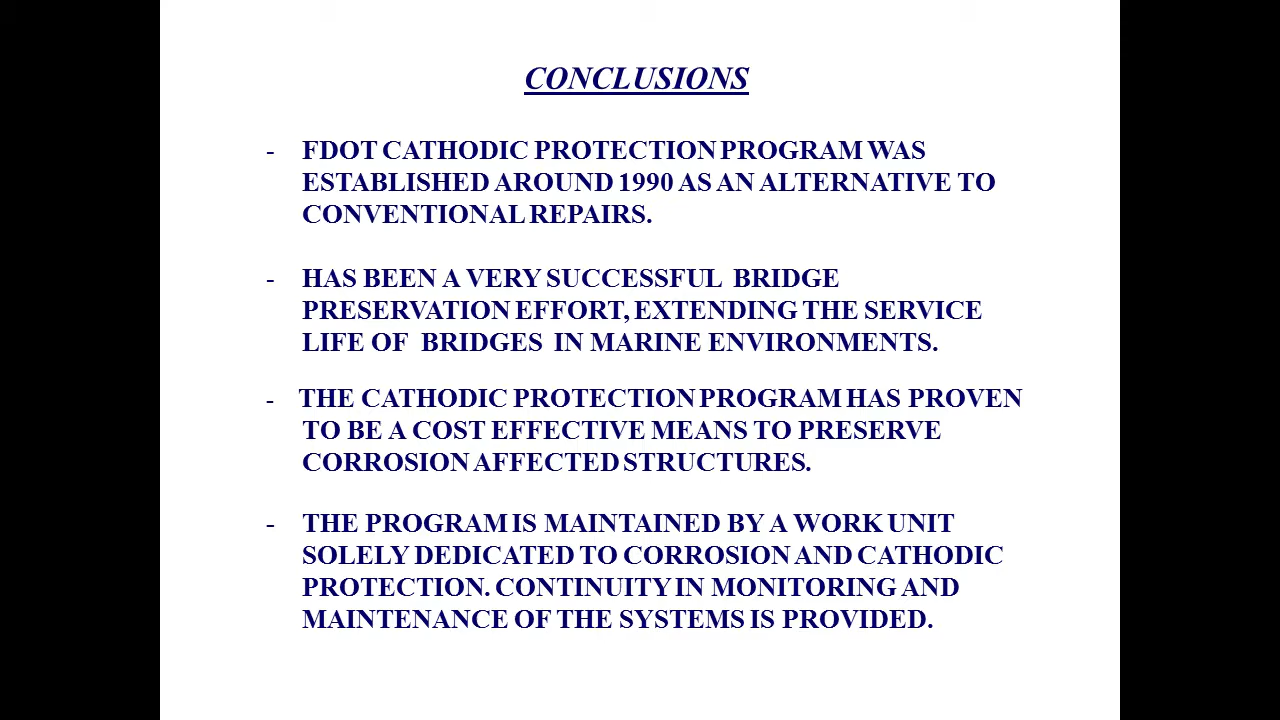 CONCLUSIONS
- FDOT CATHODIC PROTECTION PROGRAM WAS
ESTABLISHED AROUND 1990 AS AN ALTERNATIVE TO
CONVENTIONAL REPAIRS.
- HAS BEEN A VERY SUCCESSFUL BRIDGE
PRESERVATION EFFORT, EXTENDING THE SERVICE
LIFE OF BRIDGES IN MARINE ENVIRONMENTS.
- THE CATHODIC PROTECTION PROGRAM HAS PROVEN
TO BE A COST EFFECTIVE MEANS TO PRESERVE
CORROSION AFFECTED STRUCTURES.
- THE PROGRAM IS MAINTAINED BY A WORK UNIT
SOLELY DEDICATED TO CORROSION AND CATHODIC
PROTECTION. CONTINUITY IN MONITORING AND
MAINTENANCE OF THE SYSTEMS IS PROVIDED.